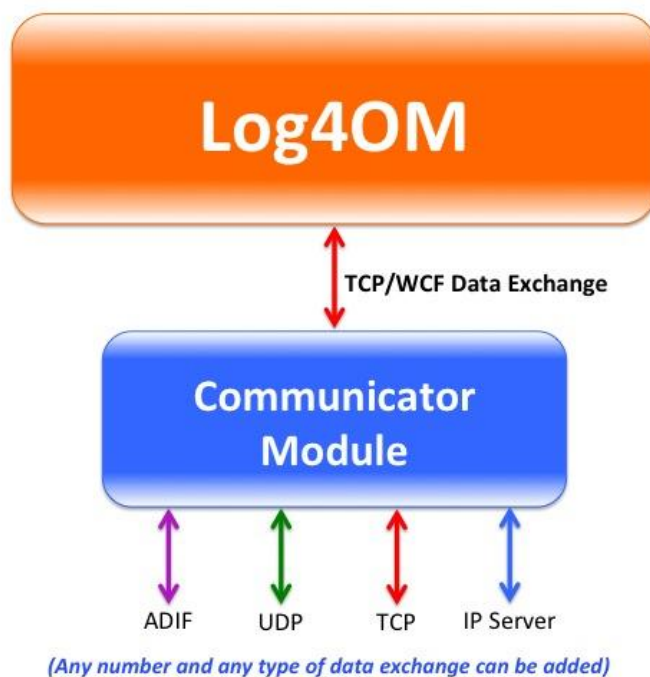 Log4OM
TCP/WCF Data Exchange
Communicator
Module
ADIF UDP TCP IP Server
(Any number and any type of data exchange can be added)